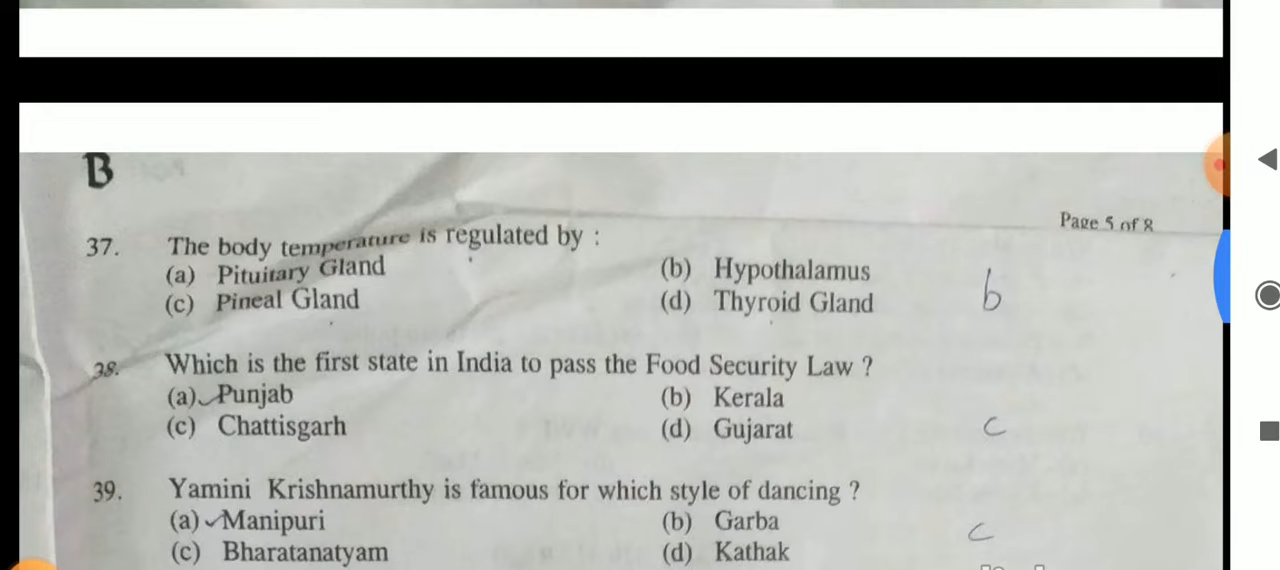 B
Page 5 of 8
37. The body temperature is regulated by :
(a) Pituitary Gland (b) Hypothalamus
(c) Pineal Gland (d) Thyroid Gland b
38. Which is the first state in India to pass the Food Security Law ?
(a) Punjab (b) Kerala
(c) Chattisgarh (d) Gujarat c
39. Yamini Krishnamurthy is famous for which style of dancing ?
(a) Manipuri (b) Garba
(c) Bharatanatyam (d) Kathak c